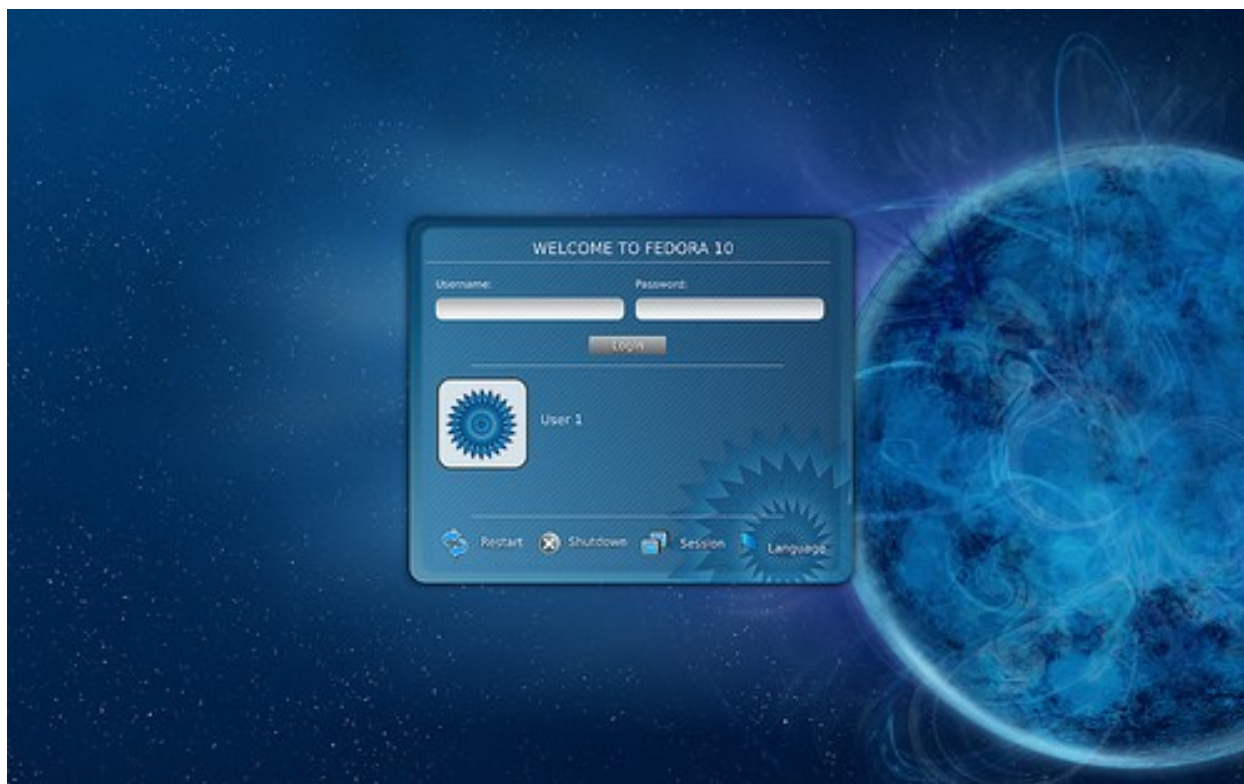 WELCOME TO FEDORA 10
Username: Password:
LOGIN
User 1
Restart Shutdown Session Language